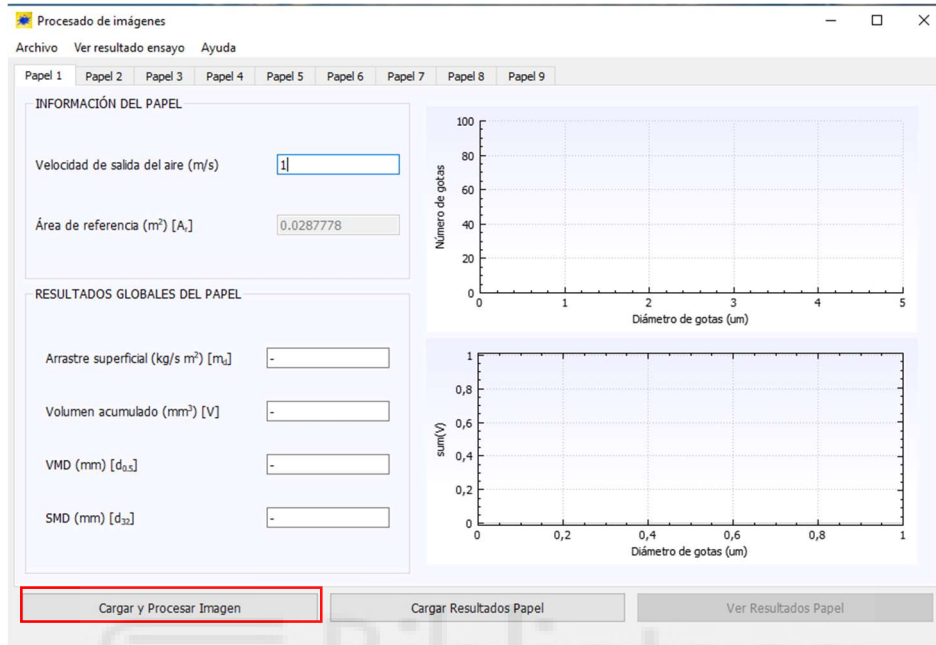 Procesado de imágenes
Archivo Ver resultado ensayo Ayuda
Papel 1 Papel 2 Papel 3 Papel 4 Papel 5 Papel 6 Papel 7 Papel 8 Papel 9
INFORMACIÓN DEL PAPEL
Velocidad de salida del aire (m/s) 1
Área de referencia (m²) [Aᵣ] 0.0287778
RESULTADOS GLOBALES DEL PAPEL
Arrastre superficial (kg/s m²) [m_d] -
Volumen acumulado (mm³) [V] -
VMD (mm) [d₀.₅] -
SMD (mm) [d₃₂] -
Número de gotas
100
80
60
40
20
0
0 1 2 3 4 5
Diámetro de gotas (um)
sum(V)
1
0,8
0,6
0,4
0,2
0
0 0,2 0,4 0,6 0,8 1
Diámetro de gotas (um)
Cargar y Procesar Imagen Cargar Resultados Papel Ver Resultados Papel